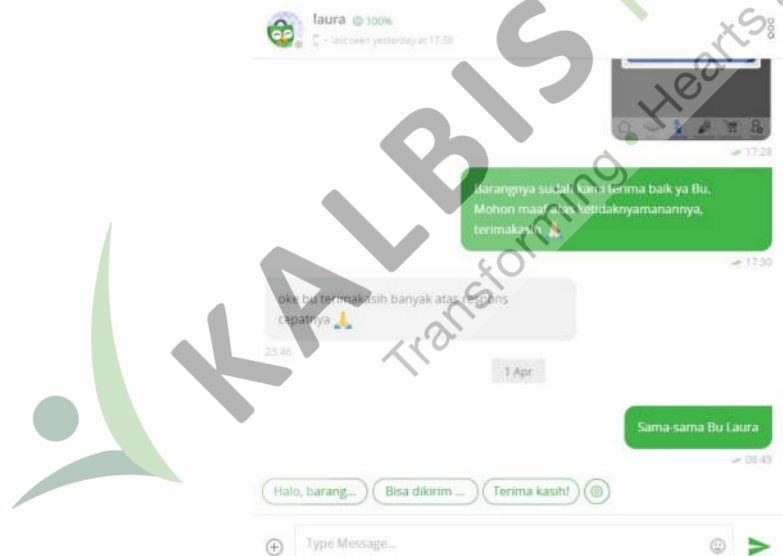 laura 100%
last seen yesterday at 17:38
17:28
Barangnya sudah kami terima baik ya Bu.
Mohon maaf atas ketidaknyamanannya,
terimakasih 🙏
17:30
oke bu terimakasih banyak atas respons
cepatnya 🙏
23:46
1 Apr
Sama-sama Bu Laura
08:49
Halo, barang... Bisa dikirim ... Terima kasih!
Type Message...
KALBIS
Transforming • Hearts